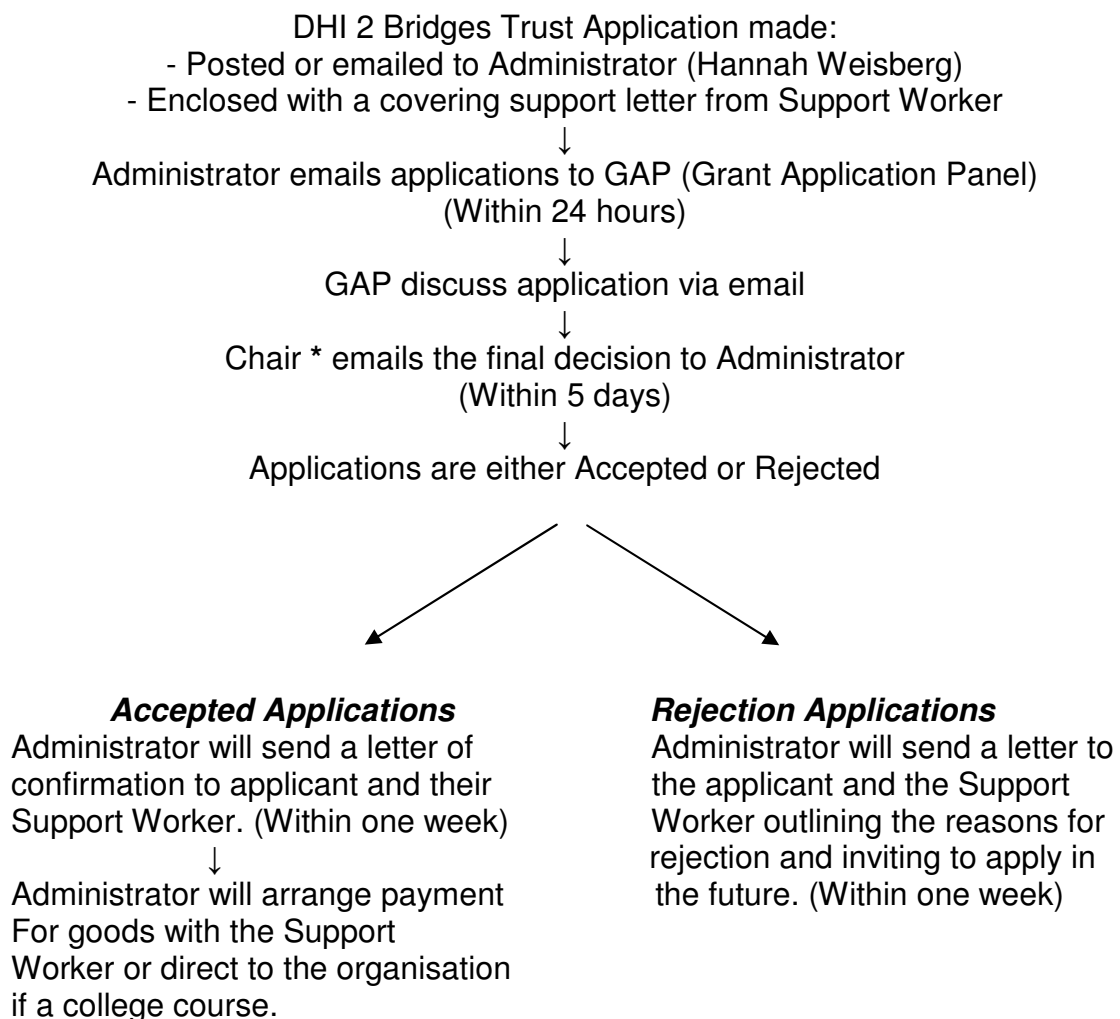 DHI 2 Bridges Trust Application made:
- Posted or emailed to Administrator (Hannah Weisberg)
- Enclosed with a covering support letter from Support Worker
↓
Administrator emails applications to GAP (Grant Application Panel)
(Within 24 hours)
↓
GAP discuss application via email
↓
Chair * emails the final decision to Administrator
(Within 5 days)
↓
Applications are either Accepted or Rejected
Accepted Applications
Administrator will send a letter of
confirmation to applicant and their
Support Worker. (Within one week)
↓
Administrator will arrange payment
For goods with the Support
Worker or direct to the organisation
if a college course.
Rejection Applications
Administrator will send a letter to
the applicant and the Support
Worker outlining the reasons for
rejection and inviting to apply in
the future. (Within one week)